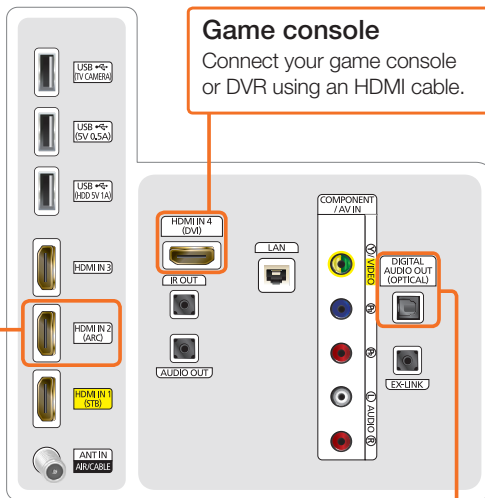 Game console
Connect your game console
or DVR using an HDMI cable.
USB
(TV CAMERA)
USB
(5V 0.5A)
USB
(HDD 5V 1A)
HDMI IN 3
HDMI IN 2
(ARC)
HDMI IN 1
(STB)
ANT IN
AIR/CABLE
HDMI IN 4
(DVI)
IR OUT
AUDIO OUT
LAN
COMPONENT
/ AV IN
Y/ VIDEO
PB
PR
L AUDIO R
DIGITAL
AUDIO OUT
(OPTICAL)
EX-LINK